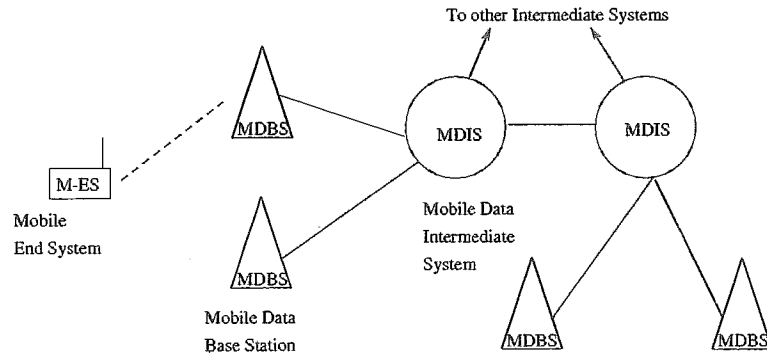 To other Intermediate Systems
MDBS
MDIS
MDIS
M-ES
Mobile
End System
MDBS
Mobile Data
Intermediate
System
Mobile Data
Base Station
MDBS
MDBS